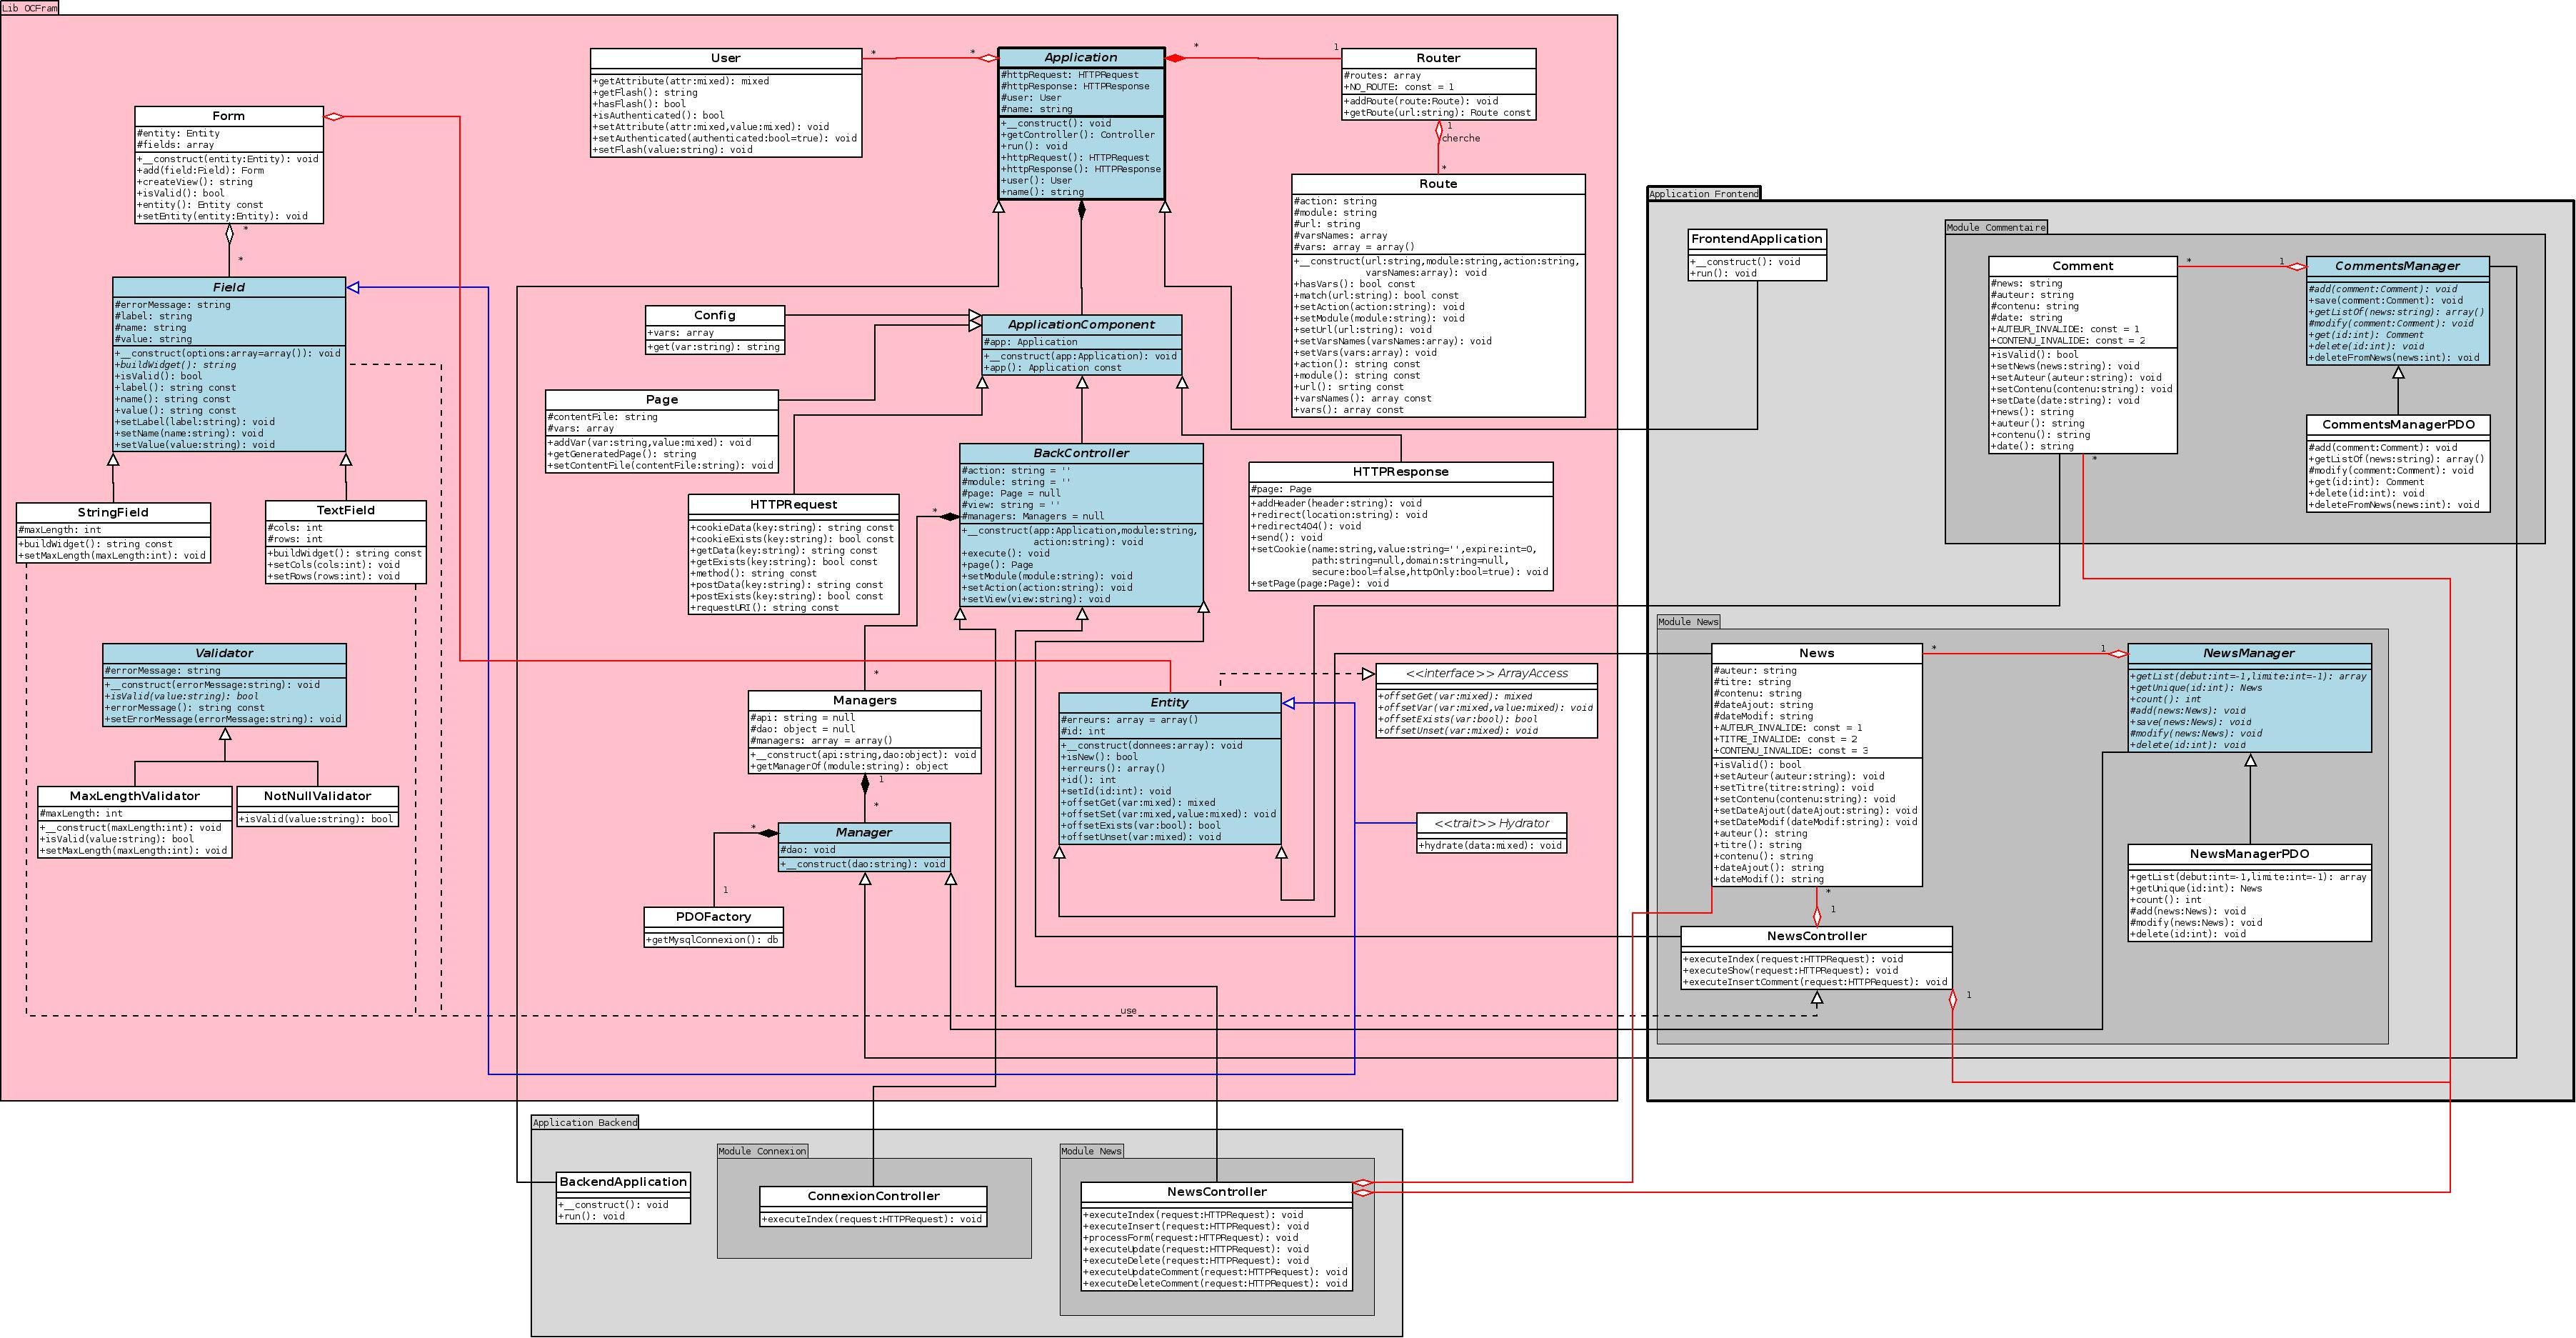 Lib OCFram
User
+getAttribute(attr:mixed): mixed
+getFlash(): string
+hasFlash(): bool
+isAuthenticated(): bool
+setAttribute(attr:mixed,value:mixed): void
+setAuthenticated(authenticated:bool=true): void
+setFlash(value:string): void
*
*
Application
#httpRequest: HTTPRequest
#httpResponse: HTTPResponse
#user: User
#name: string
+__construct(): void
+getController(): Controller
+run(): void
+httpRequest(): HTTPRequest
+httpResponse(): HTTPResponse
+user(): User
+name(): string
*
1
Router
#routes: array
+NO_ROUTE: const = 1
+addRoute(route:Route): void
+getRoute(url:string): Route const
1
cherche
*
Route
#action: string
#module: string
#url: string
#varsNames: array
#vars: array = array()
+__construct(url:string,module:string,action:string,
varsNames:array): void
+hasVars(): bool const
+match(url:string): bool const
+setAction(action:string): void
+setModule(module:string): void
+setUrl(url:string): void
+setVarsNames(varsNames:array): void
+setVars(vars:array): void
+action(): string const
+module(): string const
+url(): srting const
+varsNames(): array const
+vars(): array const
Form
#entity: Entity
#fields: array
+__construct(entity:Entity): void
+add(field:Field): Form
+createView(): string
+isValid(): bool
+entity(): Entity const
+setEntity(entity:Entity): void
*
*
Field
#errorMessage: string
#label: string
#name: string
#value: string
+__construct(options:array=array()): void
+buildWidget(): string
+isValid(): bool
+label(): string const
+name(): string const
+value(): string const
+setLabel(label:string): void
+setName(name:string): void
+setValue(value:string): void
StringField
#maxLength: int
+buildWidget(): string const
+setMaxLength(maxLength:int): void
TextField
#cols: int
#rows: int
+buildWidget(): string const
+setCols(cols:int): void
+setRows(rows:int): void
Validator
#errorMessage: string
+__construct(errorMessage:string): void
+isValid(value:string): bool
+errorMessage(): string const
+setErrorMessage(errorMessage:string): void
MaxLengthValidator
#maxLength: int
+__construct(maxLength:int): void
+isValid(value:string): bool
+setMaxLength(maxLength:int): void
NotNullValidator
+isValid(value:string): bool
Config
+vars: array
+get(var:string): string
ApplicationComponent
#app: Application
+__construct(app:Application): void
+app(): Application const
Page
#contentFile: string
#vars: array
+addVar(var:string,value:mixed): void
+getGeneratedPage(): string
+setContentFile(contentFile:string): void
HTTPRequest
+cookieData(key:string): string const
+cookieExists(key:string): bool const
+getData(key:string): string const
+getExists(key:string): bool const
+method(): string const
+postData(key:string): string const
+postExists(key:string): bool const
+requestURI(): string const
BackController
#action: string = ''
#module: string = ''
#page: Page = null
#view: string = ''
#managers: Managers = null
+__construct(app:Application,module:string,
action:string): void
+execute(): void
+page(): Page
+setModule(module:string): void
+setAction(action:string): void
+setView(view:string): void
*
HTTPResponse
#page: Page
+addHeader(header:string): void
+redirect(location:string): void
+redirect404(): void
+send(): void
+setCookie(name:string,value:string='',expire:int=0,
path:string=null,domain:string=null,
secure:bool=false,httpOnly:bool=true): void
+setPage(page:Page): void
*
Managers
#api: string = null
#dao: object = null
#managers: array = array()
+__construct(api:string,dao:object): void
+getManagerOf(module:string): object
1
*
Manager
#dao: void
+__construct(dao:string): void
*
1
PDOFactory
+getMysqlConnexion(): db
Entity
#erreurs: array = array()
#id: int
+__construct(donnees:array): void
+isNew(): bool
+erreurs(): array()
+id(): int
+setId(id:int): void
+offsetGet(var:mixed): mixed
+offsetSet(var:mixed,value:mixed): void
+offsetExists(var:bool): bool
+offsetUnset(var:mixed): void
<<interface>> ArrayAccess
+offsetGet(var:mixed): mixed
+offsetVar(var:mixed,value:mixed): void
+offsetExists(var:bool): bool
+offsetUnset(var:mixed): void
<<trait>> Hydrator
+hydrate(data:mixed): void
use
Application Frontend
FrontendApplication
+__construct(): void
+run(): void
Module Commentaire
Comment
#news: string
#auteur: string
#contenu: string
#date: string
+AUTEUR_INVALIDE: const = 1
+CONTENU_INVALIDE: const = 2
+isValid(): bool
+setNews(news:string): void
+setAuteur(auteur:string): void
+setContenu(contenu:string): void
+setDate(date:string): void
+news(): string
+auteur(): string
+contenu(): string
+date(): string
*
*
1
CommentsManager
#add(comment:Comment): void
+save(comment:Comment): void
+getListOf(news:string): array()
#modify(comment:Comment): void
+get(id:int): Comment
+delete(id:int): void
+deleteFromNews(news:int): void
CommentsManagerPDO
#add(comment:Comment): void
+getListOf(news:string): array()
#modify(comment:Comment): void
+get(id:int): Comment
+delete(id:int): void
+deleteFromNews(news:int): void
Module News
News
#auteur: string
#titre: string
#contenu: string
#dateAjout: string
#dateModif: string
+AUTEUR_INVALIDE: const = 1
+TITRE_INVALIDE: const = 2
+CONTENU_INVALIDE: const = 3
+isValid(): bool
+setAuteur(auteur:string): void
+setTitre(titre:string): void
+setContenu(contenu:string): void
+setDateAjout(dateAjout:string): void
+setDateModif(dateModif:string): void
+auteur(): string
+titre(): string
+contenu(): string
+dateAjout(): string
+dateModif(): string
*
1
*
1
NewsManager
+getList(debut:int=-1,limite:int=-1): array
+getUnique(id:int): News
+count(): int
#add(news:News): void
+save(news:News): void
#modify(news:News): void
+delete(id:int): void
NewsManagerPDO
+getList(debut:int=-1,limite:int=-1): array
+getUnique(id:int): News
+count(): int
#add(news:News): void
#modify(news:News): void
+delete(id:int): void
NewsController
+executeIndex(request:HTTPRequest): void
+executeShow(request:HTTPRequest): void
+executeInsertComment(request:HTTPRequest): void
1
Application Backend
BackendApplication
+__construct(): void
+run(): void
Module Connexion
ConnexionController
+executeIndex(request:HTTPRequest): void
Module News
NewsController
+executeIndex(request:HTTPRequest): void
+executeInsert(request:HTTPRequest): void
+processForm(request:HTTPRequest): void
+executeUpdate(request:HTTPRequest): void
+executeDelete(request:HTTPRequest): void
+executeUpdateComment(request:HTTPRequest): void
+executeDeleteComment(request:HTTPRequest): void